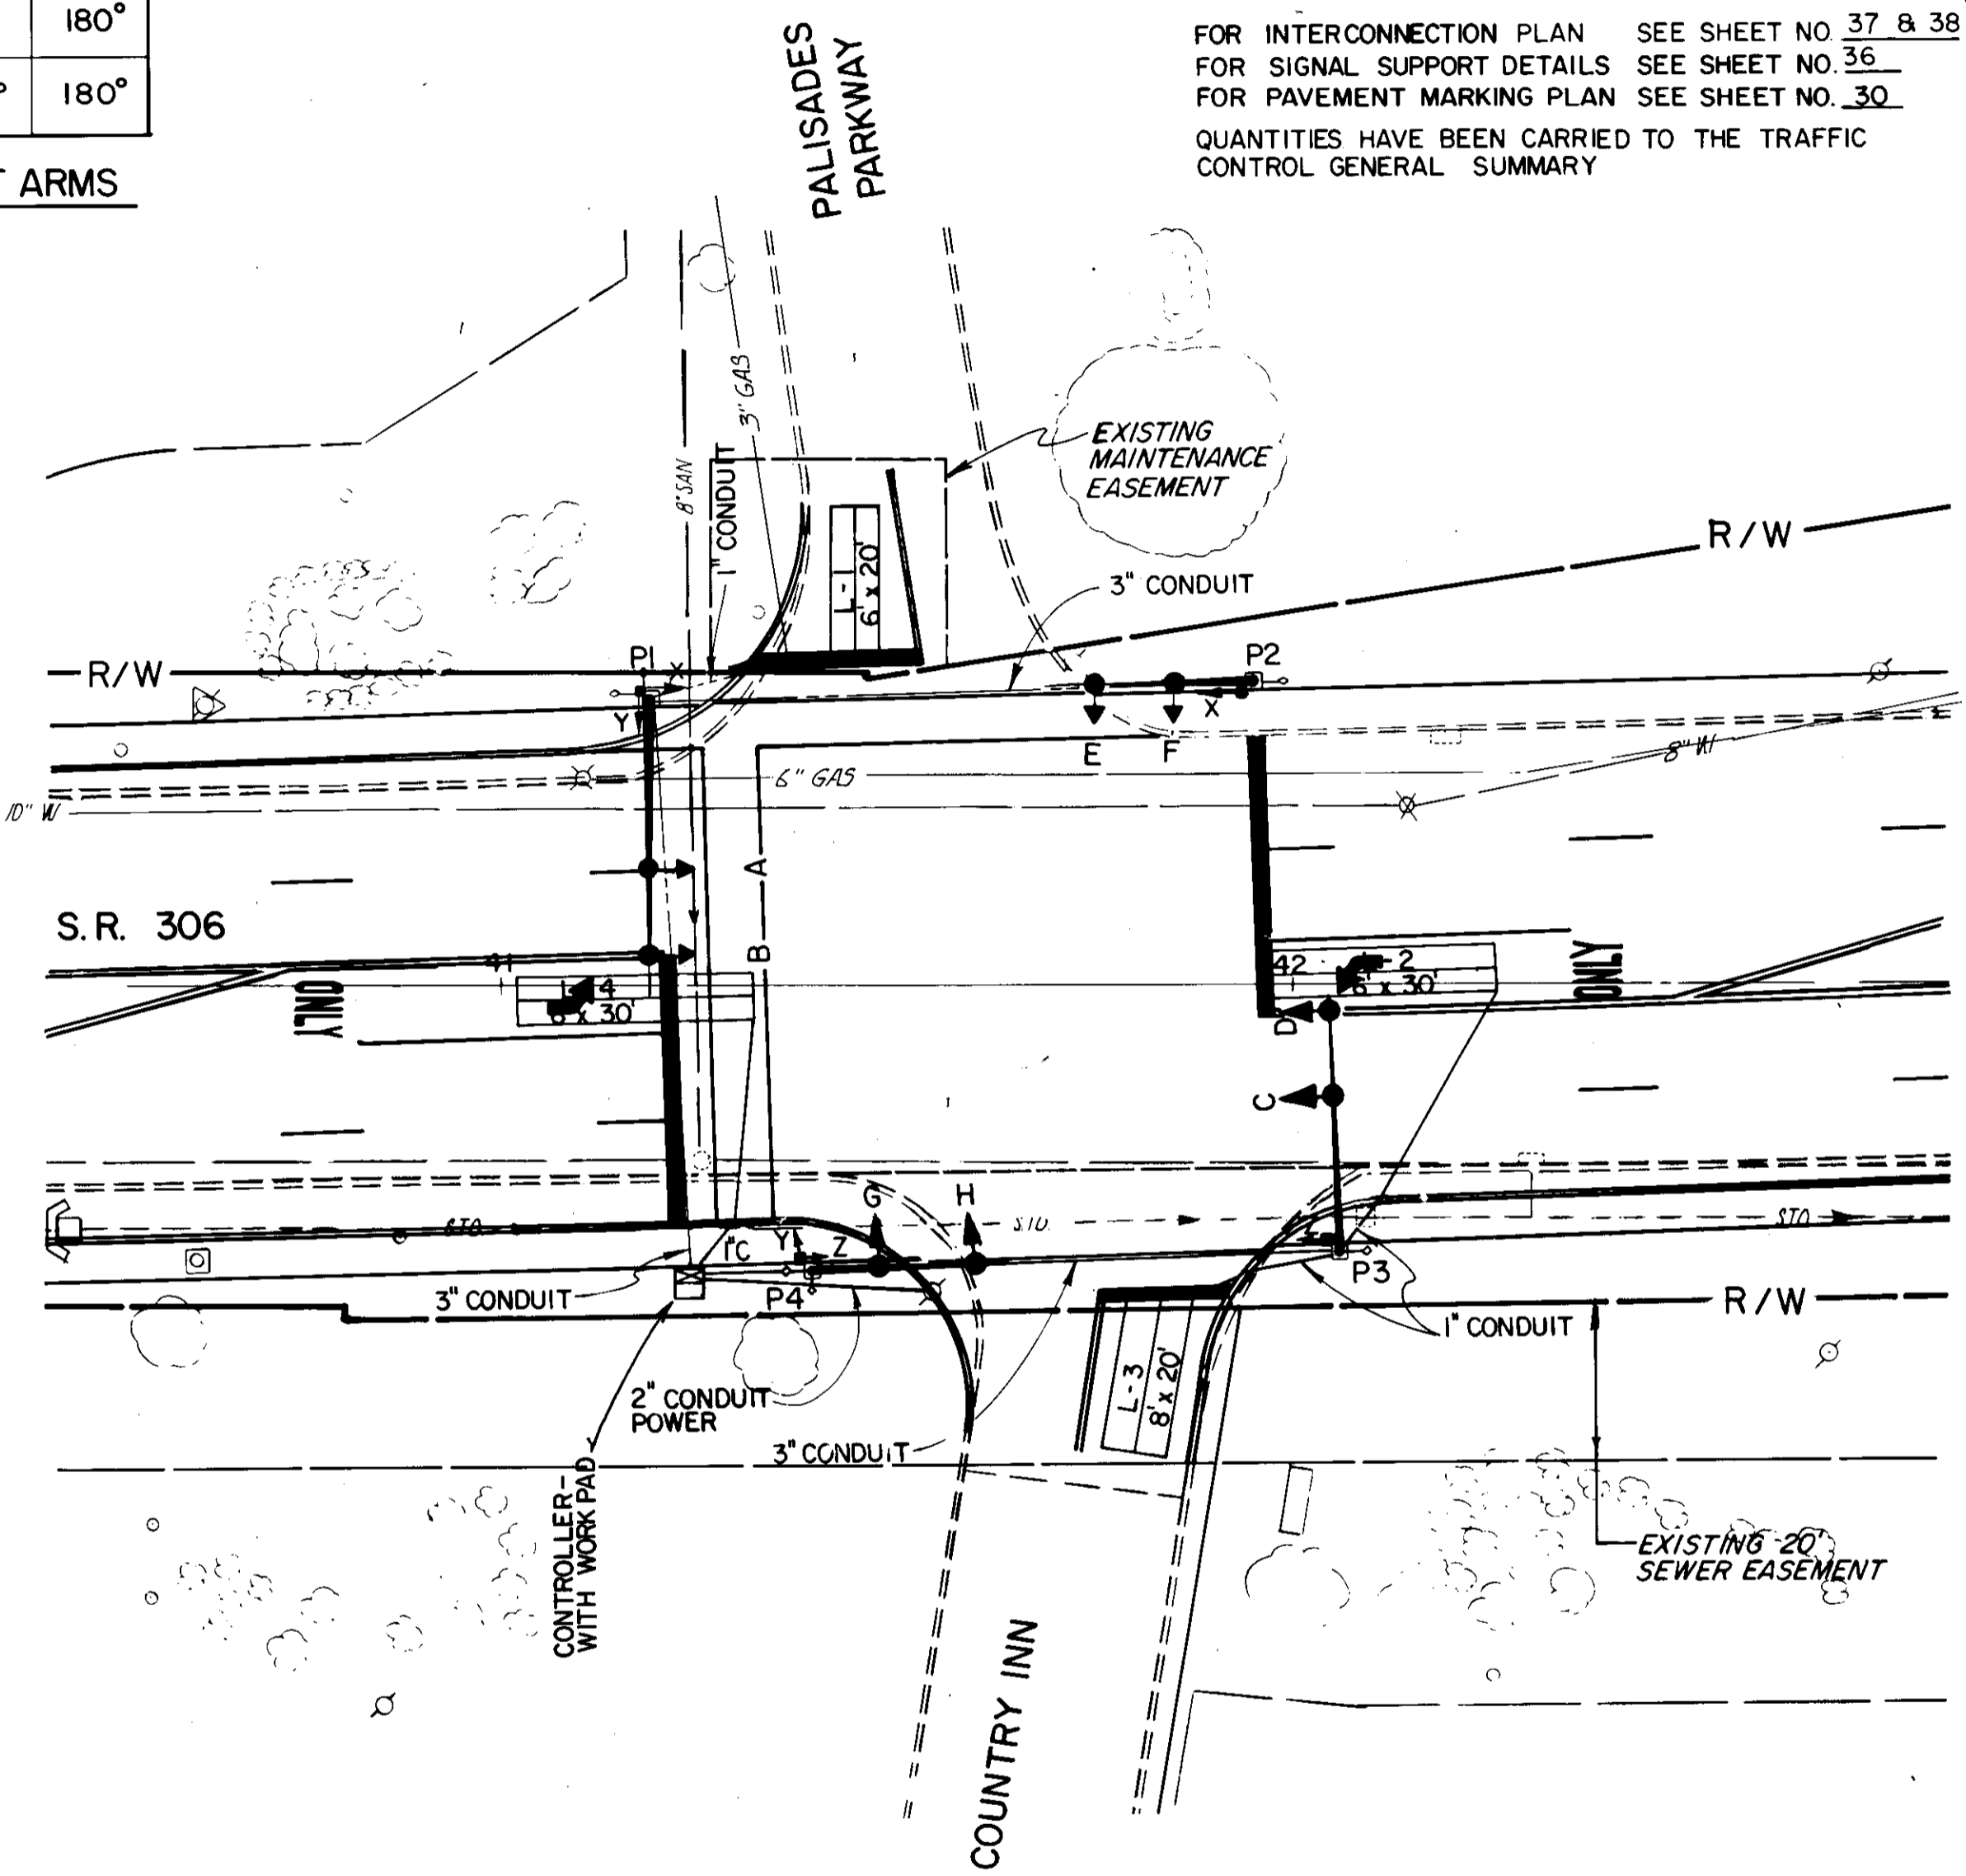 180°
180°
T ARMS
FOR INTERCONNECTION PLAN SEE SHEET NO. 37 & 38
FOR SIGNAL SUPPORT DETAILS SEE SHEET NO. 36
FOR PAVEMENT MARKING PLAN SEE SHEET NO. 30
QUANTITIES HAVE BEEN CARRIED TO THE TRAFFIC
CONTROL GENERAL SUMMARY
PALISADES
PARKWAY
3" GAS
8" SAN
1" CONDUIT
EXISTING
MAINTENANCE
EASEMENT
L-1
6' x 20'
3" CONDUIT
R/W
R/W
P1
X
Y
P2
X
E
F
6" GAS
8" W
10" W
A
B
S.R. 306
41
ONLY
4
6' x 30'
42
2
6' x 30'
ONLY
D
C
G
H
STO.
STO.
STO
1"C
Y
Z
P4
P3
3" CONDUIT
R/W
1" CONDUIT
L-3
8' x 20'
2" CONDUIT
POWER
3" CONDUIT
CONTROLLER-
WITH WORK PAD
EXISTING 20'
SEWER EASEMENT
COUNTRY INN